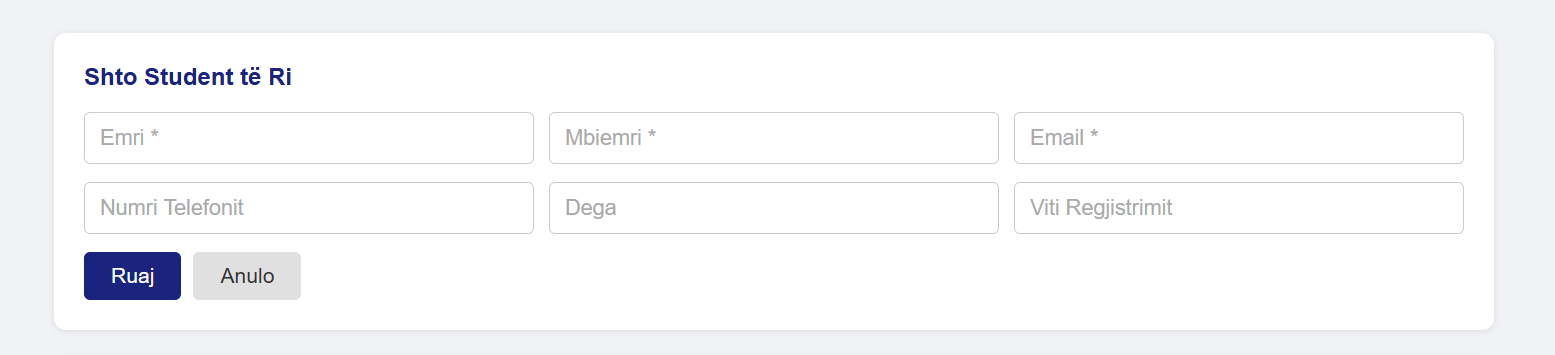 Shto Student të Ri
Emri * Mbiemri * Email *
Numri Telefonit Dega Viti Regjistrimit
Ruaj Anulo